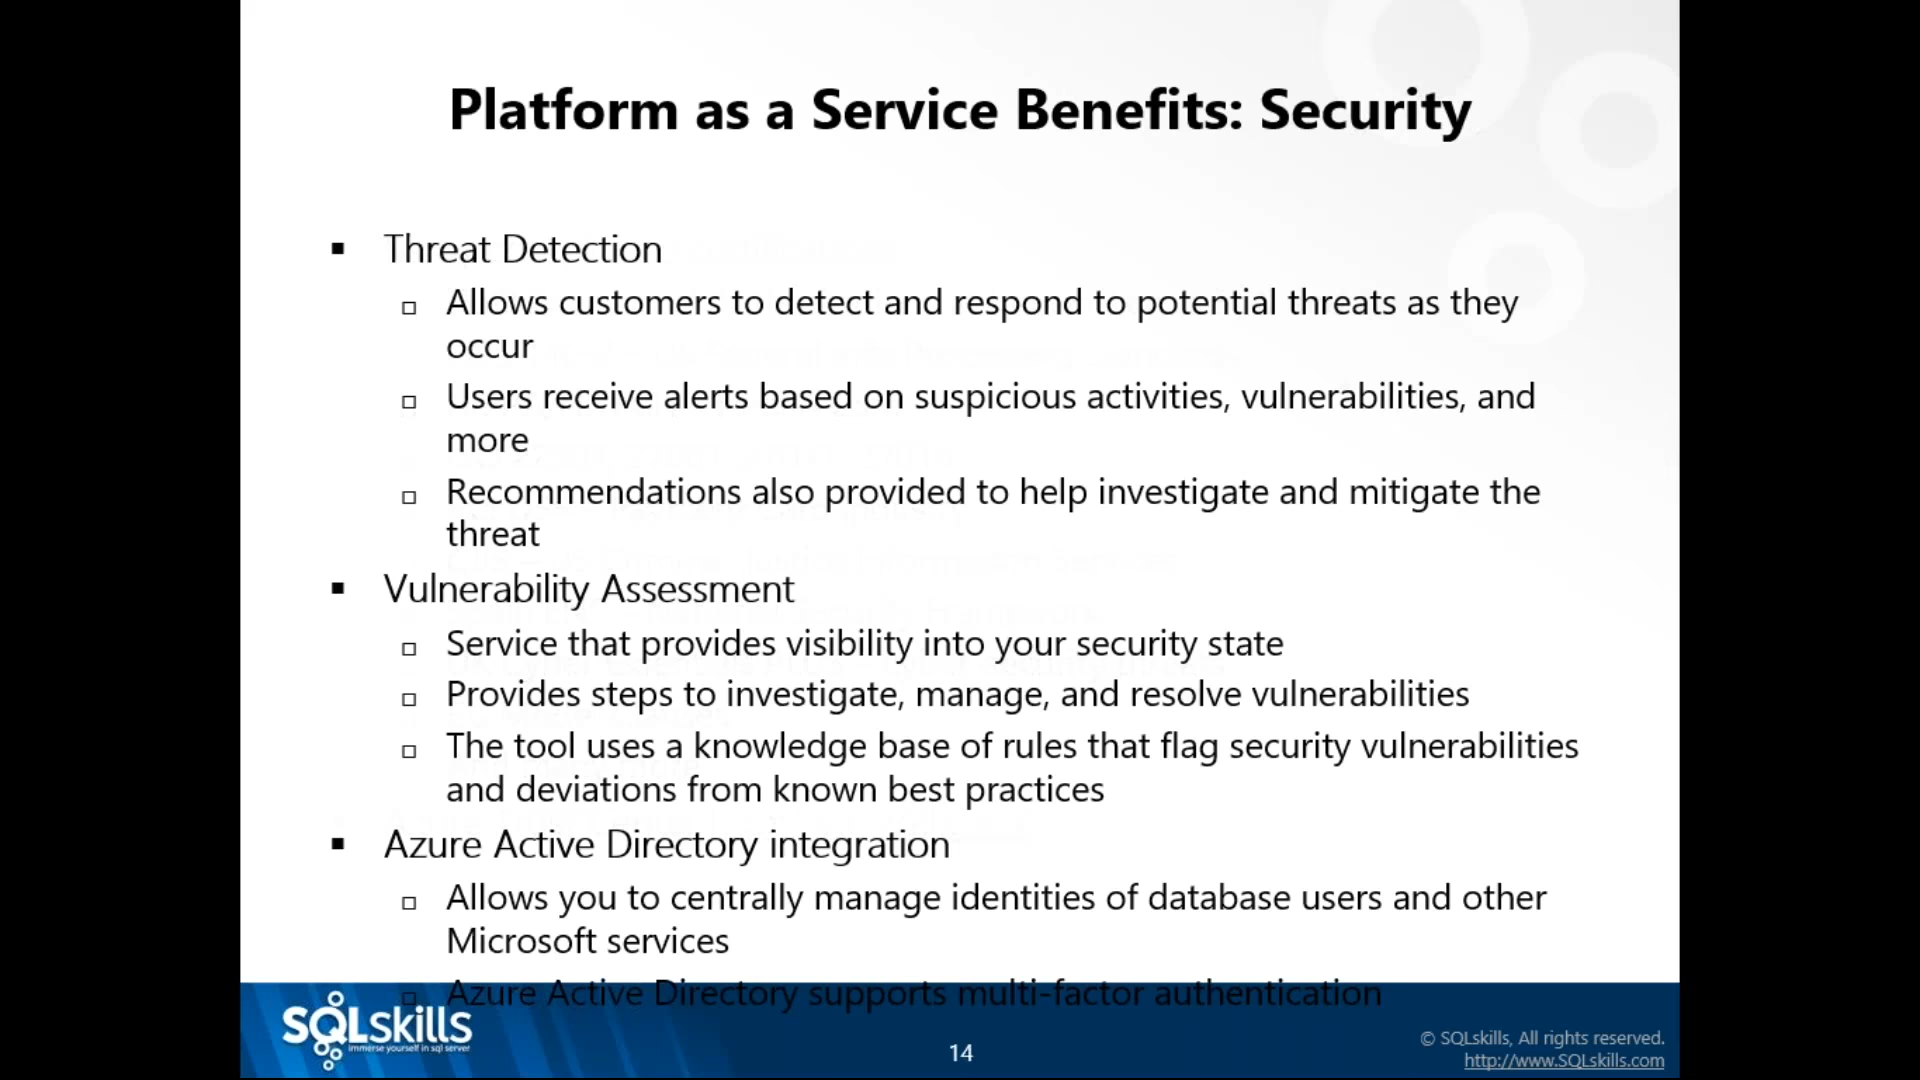 Platform as a Service Benefits: Security
▪ Threat Detection
▫ Allows customers to detect and respond to potential threats as they
occur
▫ Users receive alerts based on suspicious activities, vulnerabilities, and
more
▫ Recommendations also provided to help investigate and mitigate the
threat
▪ Vulnerability Assessment
▫ Service that provides visibility into your security state
▫ Provides steps to investigate, manage, and resolve vulnerabilities
▫ The tool uses a knowledge base of rules that flag security vulnerabilities
and deviations from known best practices
▪ Azure Active Directory integration
▫ Allows you to centrally manage identities of database users and other
Microsoft services
▫ Azure Active Directory supports multi-factor authentication
SQLskills
immerse yourself in sql server
14
© SQLskills, All rights reserved.
http://www.SQLskills.com